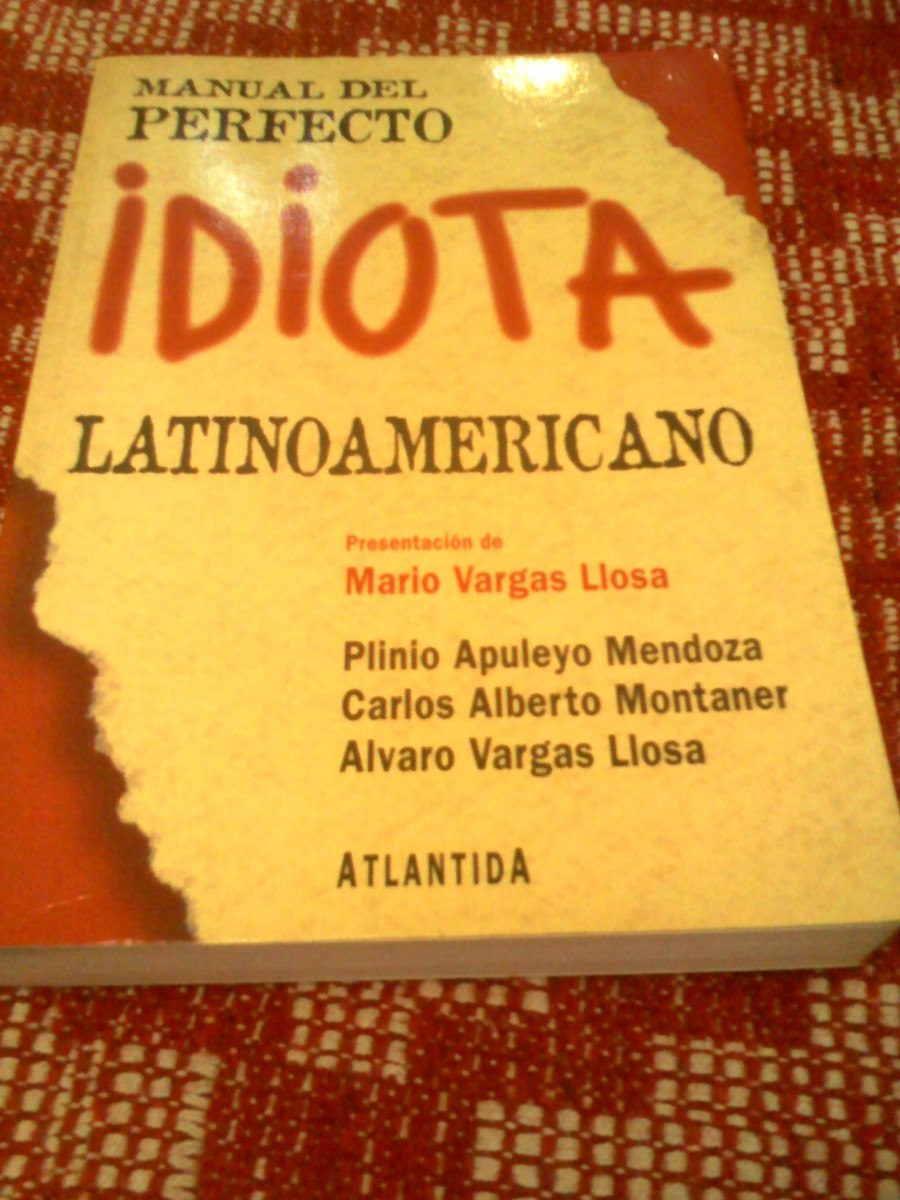 MANUAL DEL
PERFECTO
iDiOTA
LATINOAMERICANO
Presentación de
Mario Vargas Llosa
Plinio Apuleyo Mendoza
Carlos Alberto Montaner
Alvaro Vargas Llosa
ATLANTIDA